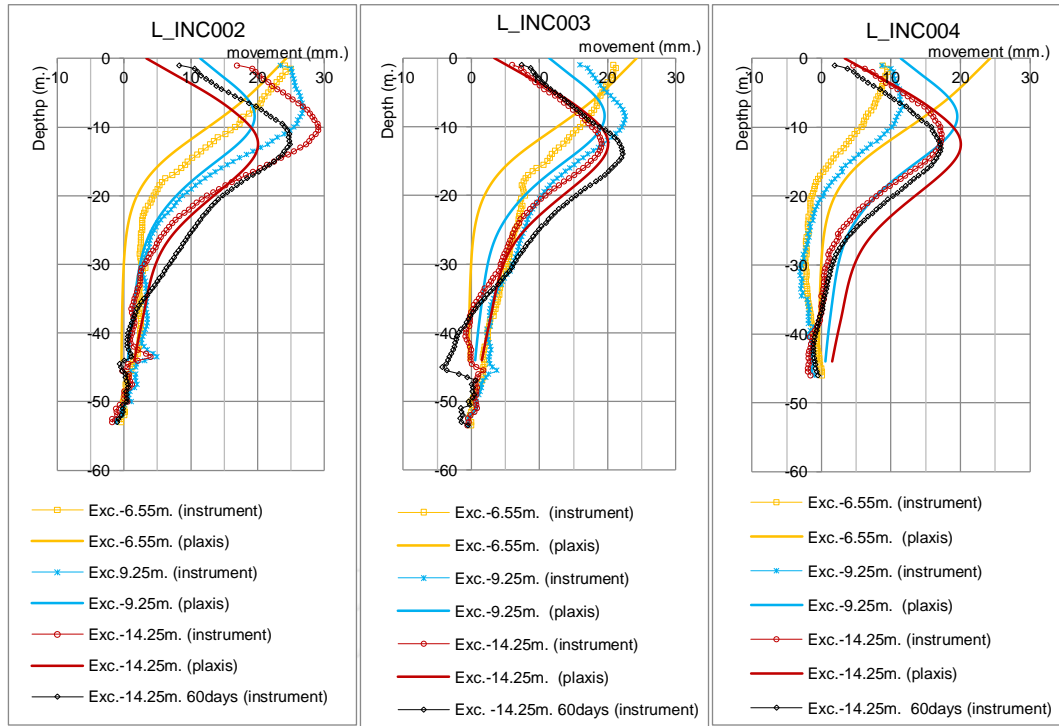 L_INC002
movement (mm.)
-10 0 10 20 30
0
-10
-20
-30
-40
-50
-60
Depthp (m.)
Exc.-6.55m. (instrument)
Exc.-6.55m. (plaxis)
Exc.9.25m. (instrument)
Exc.-9.25m. (plaxis)
Exc.-14.25m. (instrument)
Exc.-14.25m. (plaxis)
Exc.-14.25m. 60days (instrument)
L_INC003
movement (mm.)
-10 0 10 20 30
0
-10
-20
-30
-40
-50
-60
Depth (m.)
Exc.-6.55m. (instrument)
Exc.-6.55m. (plaxis)
Exc.-9.25m. (instrument)
Exc.-9.25m. (plaxis)
Exc.-14.25m. (instrument)
Exc.-14.25m. (plaxis)
Exc. -14.25m. 60days (instrument)
L_INC004
movement (mm.)
-10 0 10 20 30
0
-10
-20
-30
-40
-50
-60
Depth (m.)
Exc.-6.55m. (instrument)
Exc.-6.55m. (plaxis)
Exc.-9.25m. (instrument)
Exc.-9.25m. (plaxis)
Exc.-14.25m. (instrument)
Exc.-14.25m. (plaxis)
Exc.-14.25m. 60days (instrument)